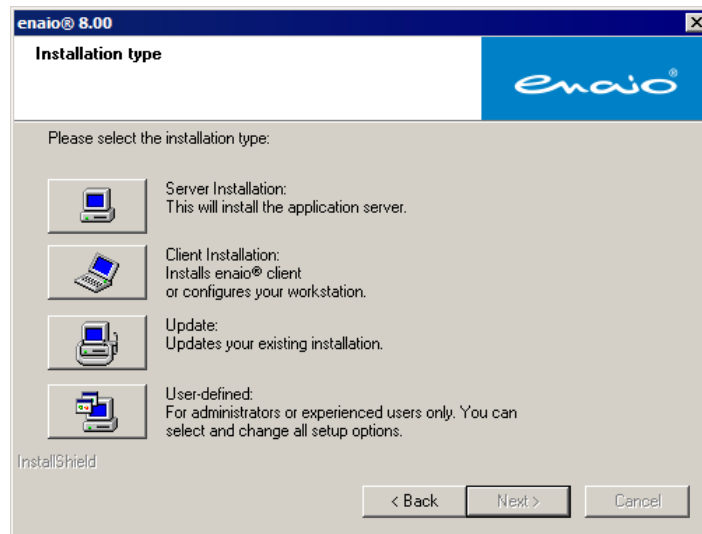 enaio® 8.00
Installation type
enaio®
Please select the installation type:
Server Installation:
This will install the application server.
Client Installation:
Installs enaio® client
or configures your workstation.
Update:
Updates your existing installation.
User-defined:
For administrators or experienced users only. You can
select and change all setup options.
InstallShield
< Back
Next >
Cancel